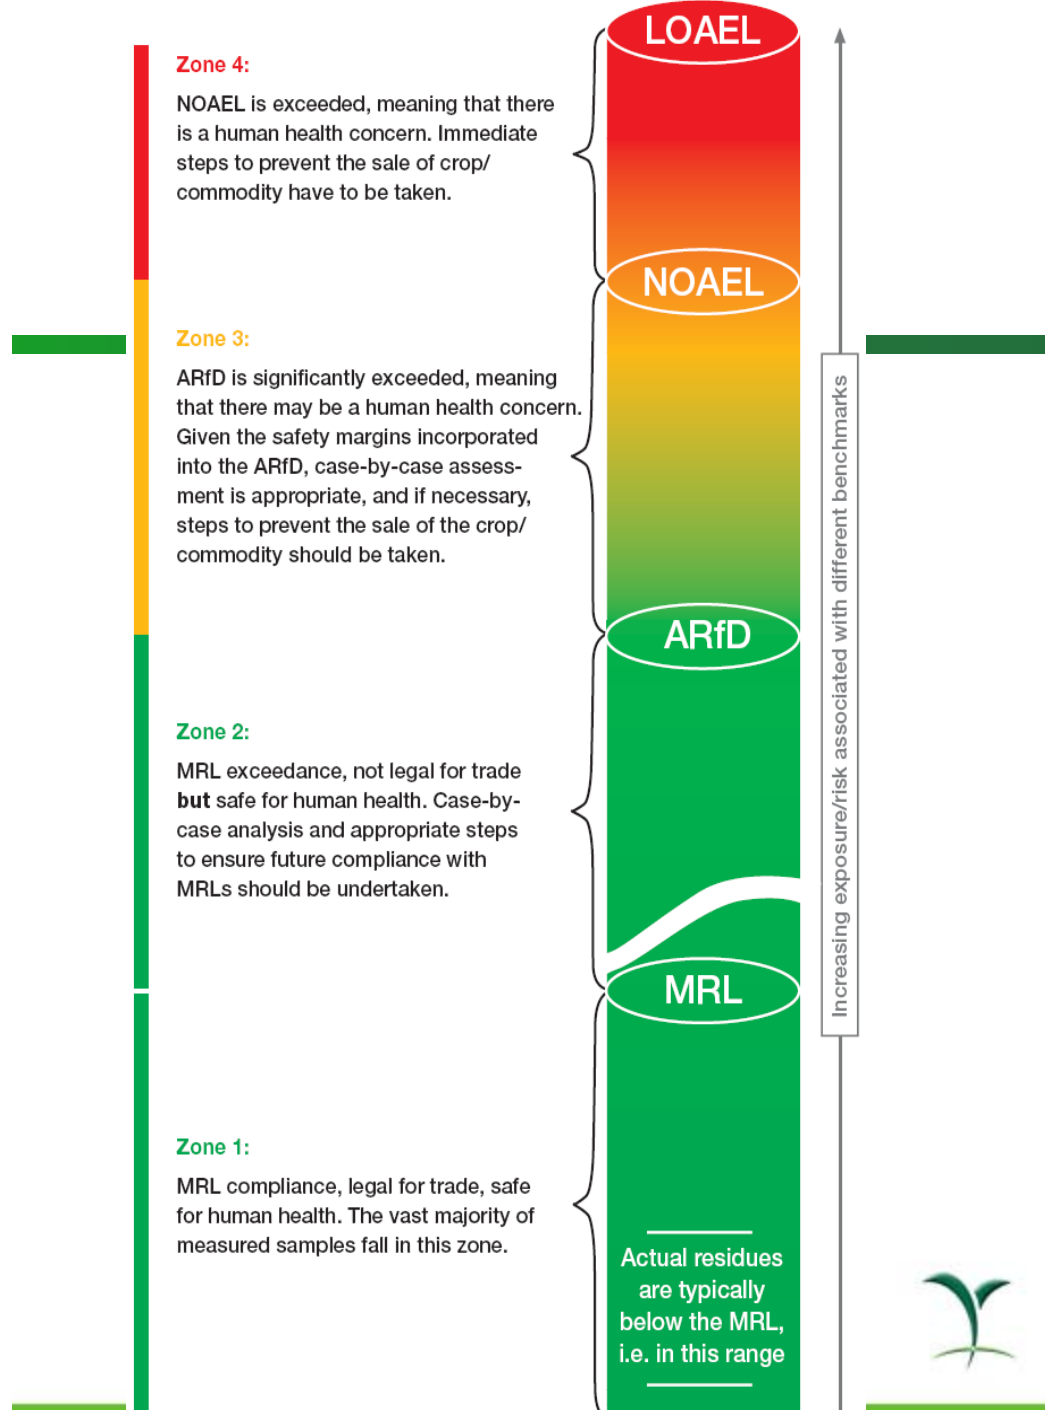 LOAEL
Zone 4:
NOAEL is exceeded, meaning that there
is a human health concern. Immediate
steps to prevent the sale of crop/
commodity have to be taken.
NOAEL
Zone 3:
ARfD is significantly exceeded, meaning
that there may be a human health concern.
Given the safety margins incorporated
into the ARfD, case-by-case assess-
ment is appropriate, and if necessary,
steps to prevent the sale of the crop/
commodity should be taken.
Increasing exposure/risk associated with different benchmarks
ARfD
Zone 2:
MRL exceedance, not legal for trade
but safe for human health. Case-by-
case analysis and appropriate steps
to ensure future compliance with
MRLs should be undertaken.
MRL
Zone 1:
MRL compliance, legal for trade, safe
for human health. The vast majority of
measured samples fall in this zone.
Actual residues
are typically
below the MRL,
i.e. in this range